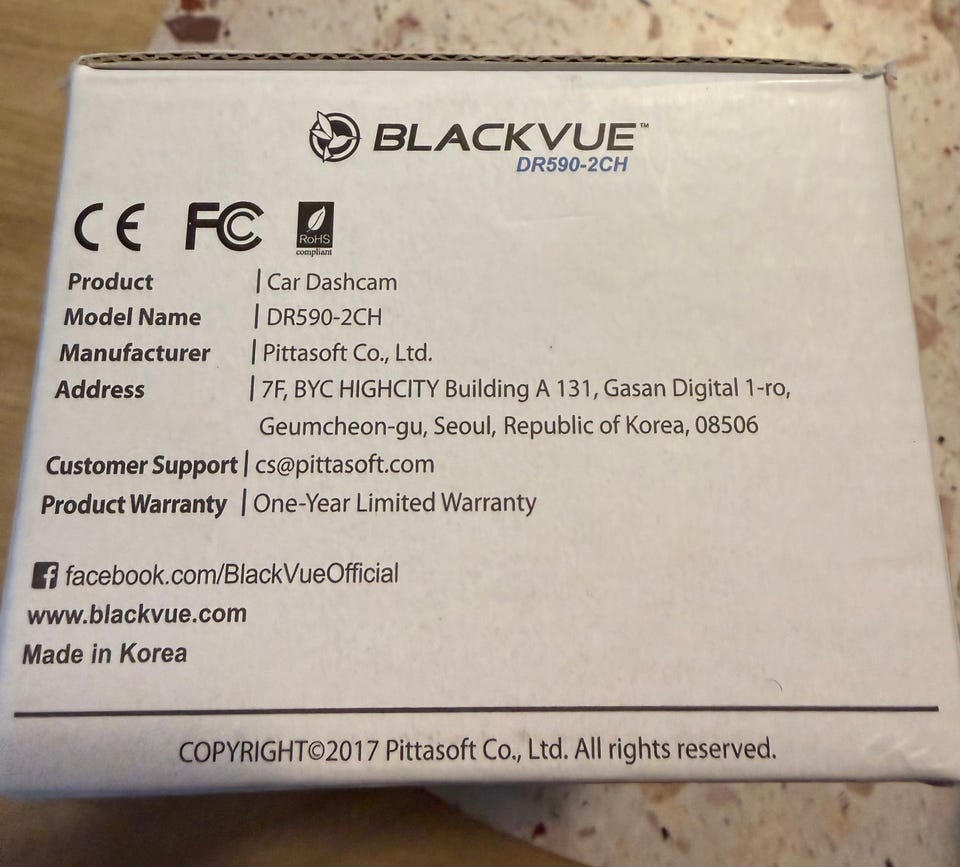 BLACKVUE™
DR590-2CH
CE FC RoHS
compliant
Product | Car Dashcam
Model Name | DR590-2CH
Manufacturer | Pittasoft Co., Ltd.
Address | 7F, BYC HIGHCITY Building A 131, Gasan Digital 1-ro,
Geumcheon-gu, Seoul, Republic of Korea, 08506
Customer Support | cs@pittasoft.com
Product Warranty | One-Year Limited Warranty
f facebook.com/BlackVueOfficial
www.blackvue.com
Made in Korea
COPYRIGHT©2017 Pittasoft Co., Ltd. All rights reserved.